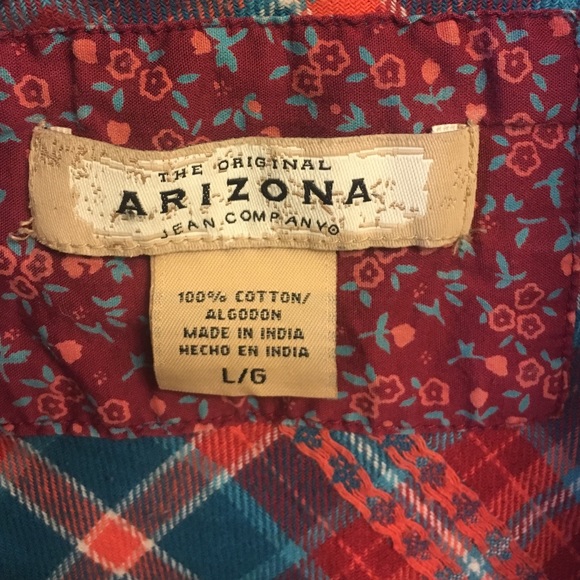 THE ORIGINAL
ARIZONA
JEAN COMPANY®
100% COTTON/
ALGODON
MADE IN INDIA
HECHO EN INDIA
L/G